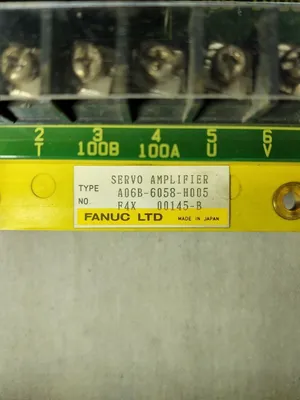 2 3 4 5 6
T 100B 100A U V
SERVO AMPLIFIER
TYPE A06B-6058-H005
NO. E4X 00145-B
FANUC LTD MADE IN JAPAN